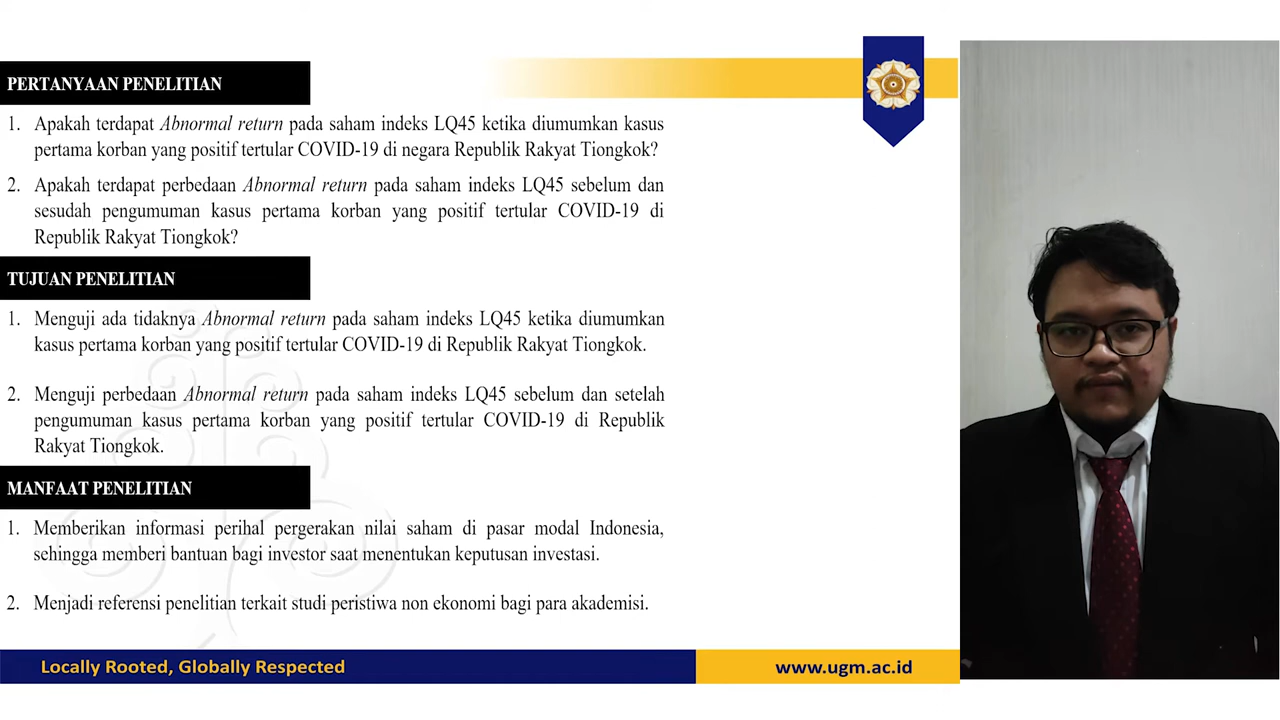 PERTANYAAN PENELITIAN
1. Apakah terdapat Abnormal return pada saham indeks LQ45 ketika diumumkan kasus
pertama korban yang positif tertular COVID-19 di negara Republik Rakyat Tiongkok?
2. Apakah terdapat perbedaan Abnormal return pada saham indeks LQ45 sebelum dan
sesudah pengumuman kasus pertama korban yang positif tertular COVID-19 di
Republik Rakyat Tiongkok?
TUJUAN PENELITIAN
1. Menguji ada tidaknya Abnormal return pada saham indeks LQ45 ketika diumumkan
kasus pertama korban yang positif tertular COVID-19 di Republik Rakyat Tiongkok.
2. Menguji perbedaan Abnormal return pada saham indeks LQ45 sebelum dan setelah
pengumuman kasus pertama korban yang positif tertular COVID-19 di Republik
Rakyat Tiongkok.
MANFAAT PENELITIAN
1. Memberikan informasi perihal pergerakan nilai saham di pasar modal Indonesia,
sehingga memberi bantuan bagi investor saat menentukan keputusan investasi.
2. Menjadi referensi penelitian terkait studi peristiwa non ekonomi bagi para akademisi.
Locally Rooted, Globally Respected
www.ugm.ac.id